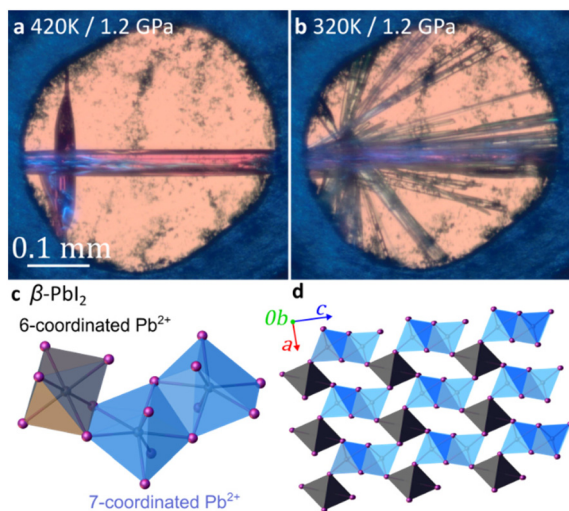 a 420K / 1.2 GPa
b 320K / 1.2 GPa
0.1 mm
c β-PbI₂
6-coordinated Pb²⁺
7-coordinated Pb²⁺
d
0b
c
a